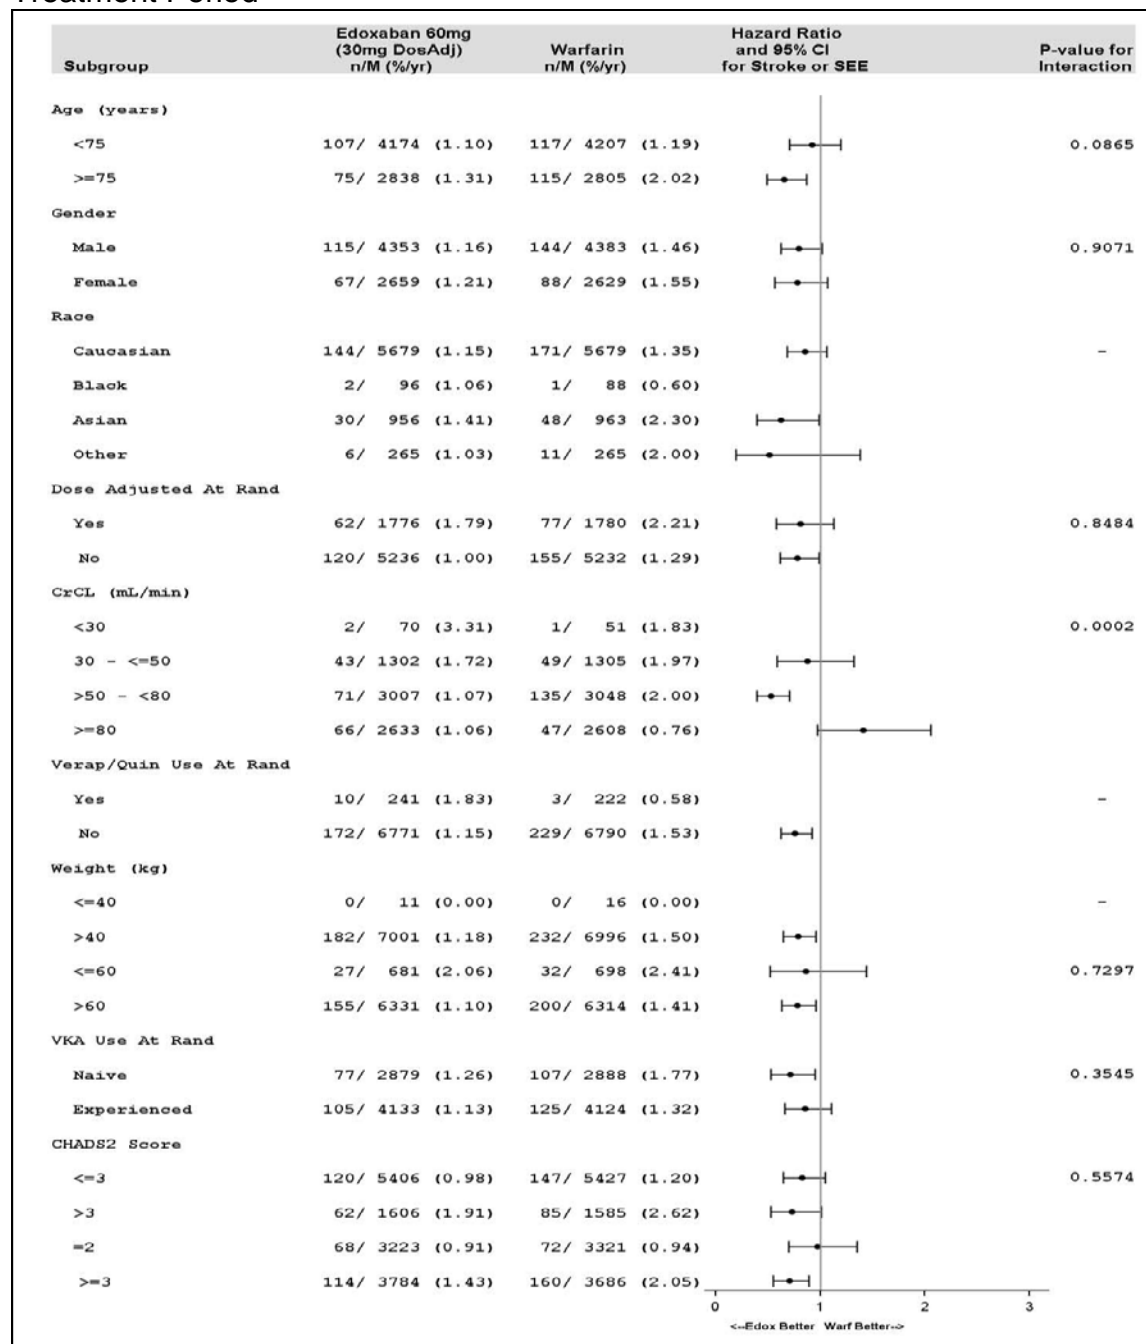 Treatment Period
Edoxaban 60mg Hazard Ratio
(30mg DosAdj) Warfarin and 95% CI P-value for
Subgroup n/M (%/yr) n/M (%/yr) for Stroke or SEE Interaction
Age (years)
<75 107/ 4174 (1.10) 117/ 4207 (1.19) 0.0865
>=75 75/ 2838 (1.31) 115/ 2805 (2.02)
Gender
Male 115/ 4353 (1.16) 144/ 4383 (1.46) 0.9071
Female 67/ 2659 (1.21) 88/ 2629 (1.55)
Race
Caucasian 144/ 5679 (1.15) 171/ 5679 (1.35) -
Black 2/ 96 (1.06) 1/ 88 (0.60)
Asian 30/ 956 (1.41) 48/ 963 (2.30)
Other 6/ 265 (1.03) 11/ 265 (2.00)
Dose Adjusted At Rand
Yes 62/ 1776 (1.79) 77/ 1780 (2.21) 0.8484
No 120/ 5236 (1.00) 155/ 5232 (1.29)
CrCL (mL/min)
<30 2/ 70 (3.31) 1/ 51 (1.83) 0.0002
30 - <=50 43/ 1302 (1.72) 49/ 1305 (1.97)
>50 - <80 71/ 3007 (1.07) 135/ 3048 (2.00)
>=80 66/ 2633 (1.06) 47/ 2608 (0.76)
Verap/Quin Use At Rand
Yes 10/ 241 (1.83) 3/ 222 (0.58) -
No 172/ 6771 (1.15) 229/ 6790 (1.53)
Weight (kg)
<=40 0/ 11 (0.00) 0/ 16 (0.00) -
>40 182/ 7001 (1.18) 232/ 6996 (1.50)
<=60 27/ 681 (2.06) 32/ 698 (2.41) 0.7297
>60 155/ 6331 (1.10) 200/ 6314 (1.41)
VKA Use At Rand
Naive 77/ 2879 (1.26) 107/ 2888 (1.77) 0.3545
Experienced 105/ 4133 (1.13) 125/ 4124 (1.32)
CHADS2 Score
<=3 120/ 5406 (0.98) 147/ 5427 (1.20) 0.5574
>3 62/ 1606 (1.91) 85/ 1585 (2.62)
=2 68/ 3223 (0.91) 72/ 3321 (0.94)
>=3 114/ 3784 (1.43) 160/ 3686 (2.05)
0 1 2 3
<--Edox Better Warf Better-->